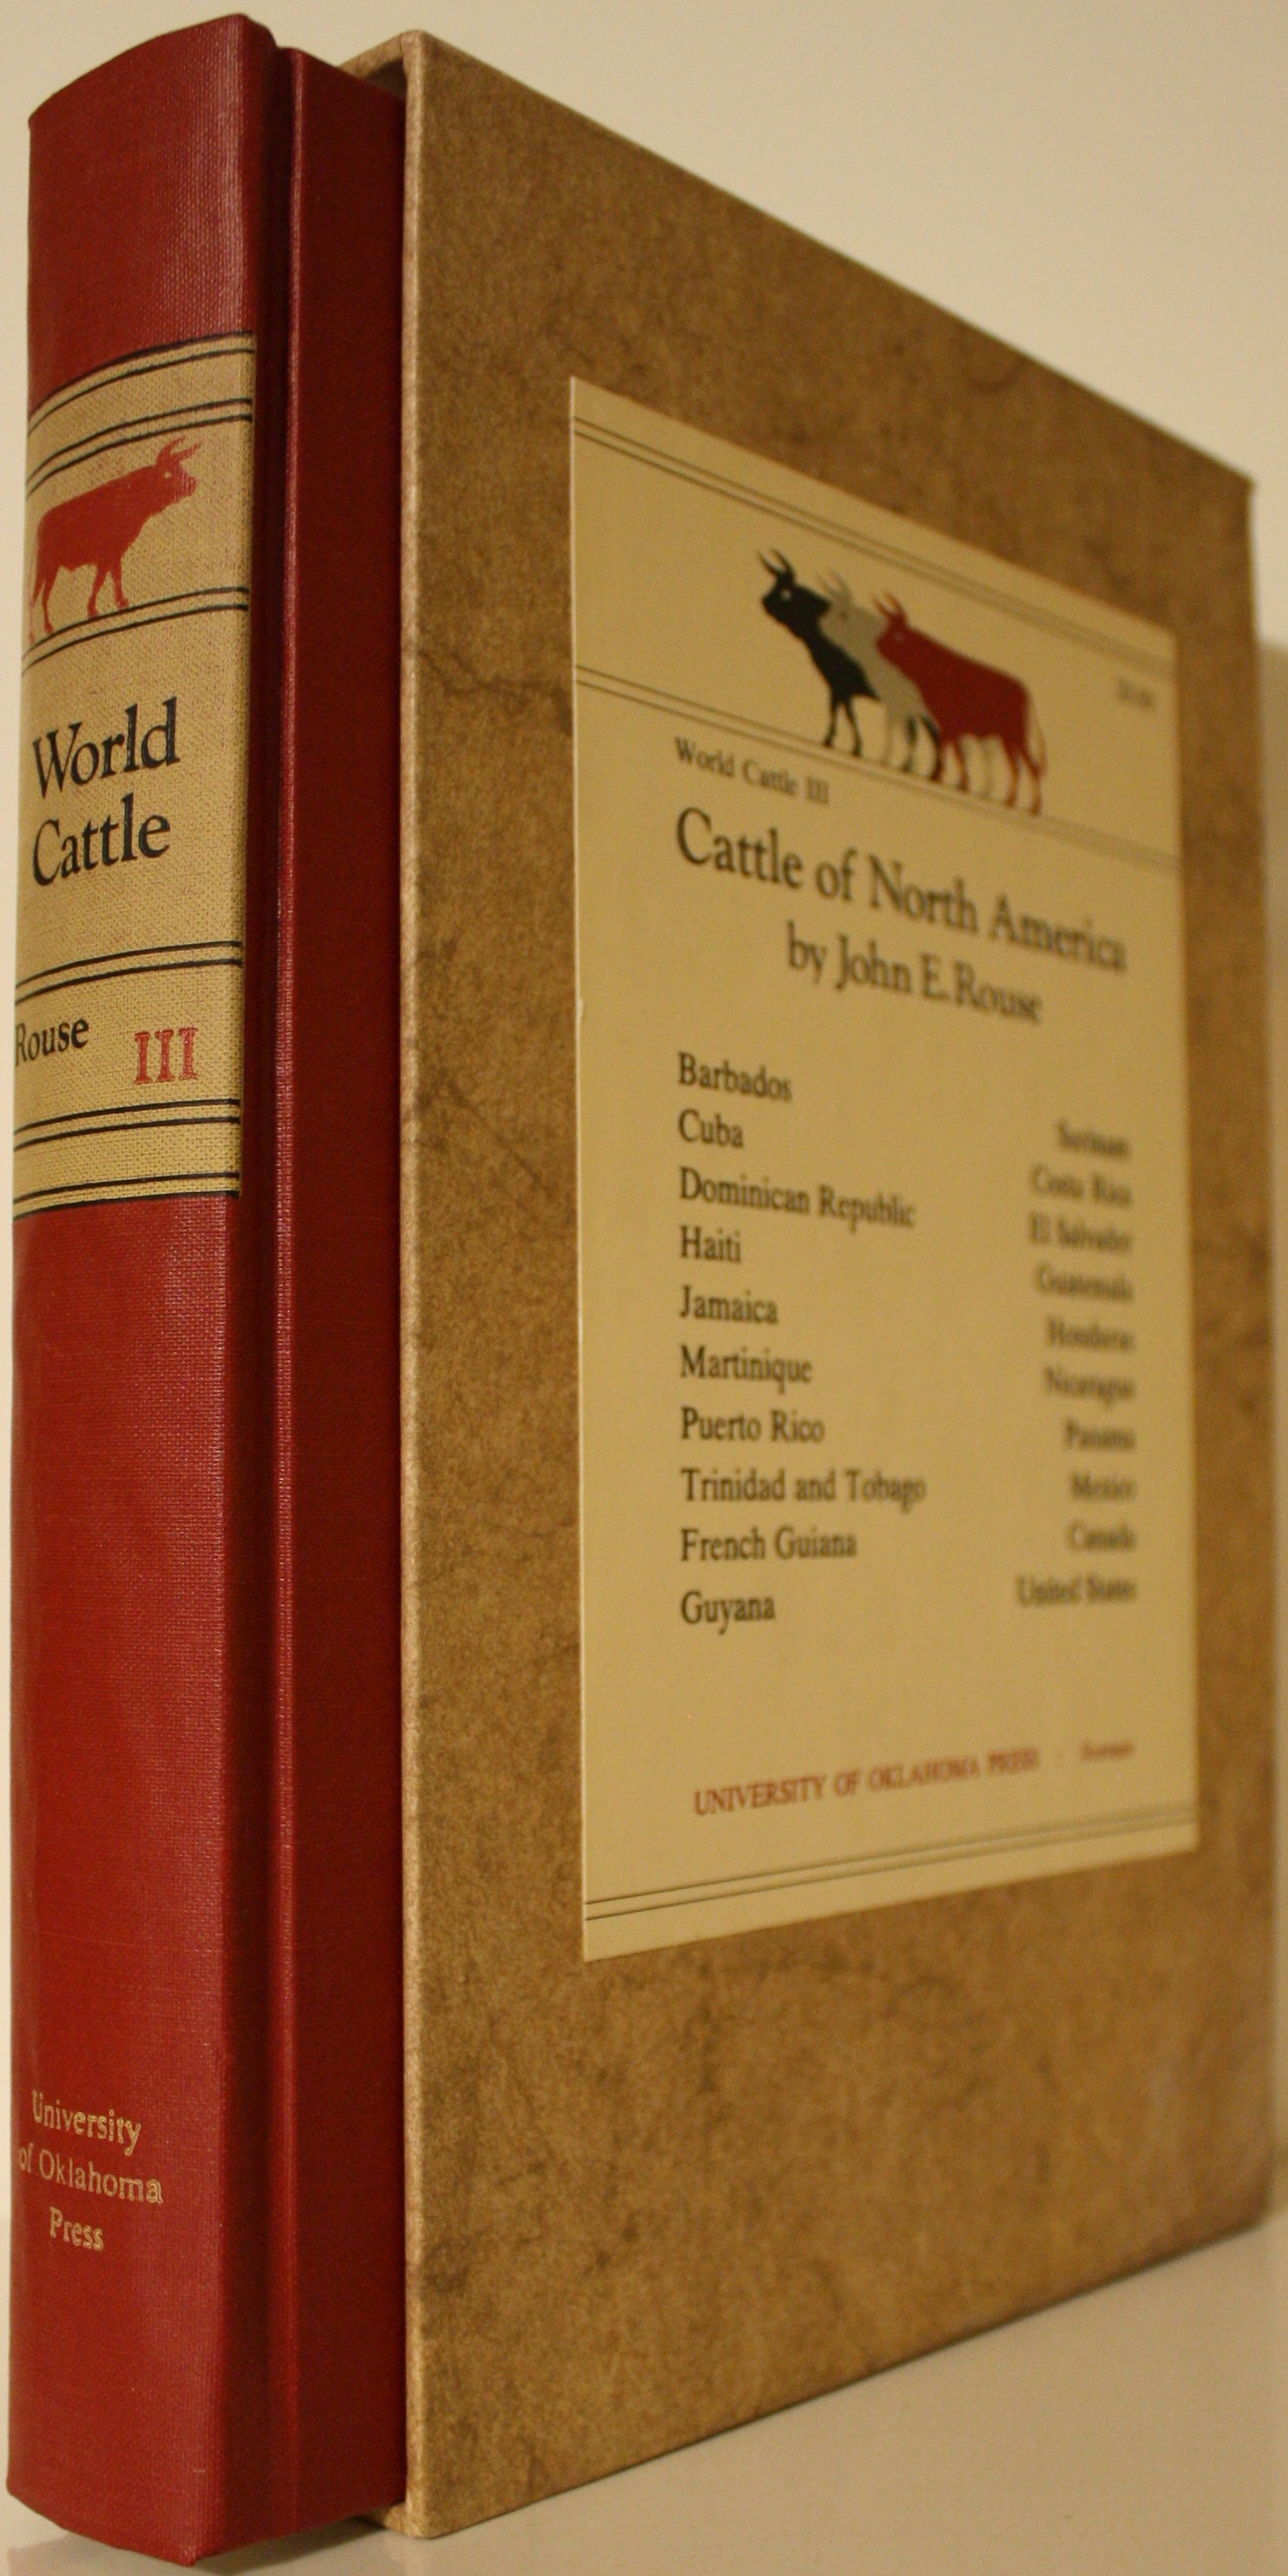 World
Cattle
Rouse III
University
of Oklahoma
Press
World Cattle III
Cattle of North America
by John E. Rouse
Barbados
Cuba
Dominican Republic
Haiti
Jamaica
Martinique
Puerto Rico
Trinidad and Tobago
French Guiana
Guyana
Costa Rica
El Salvador
Guatemala
Honduras
Nicaragua
Panama
Mexico
Canada
United States
UNIVERSITY OF OKLAHOMA PRESS